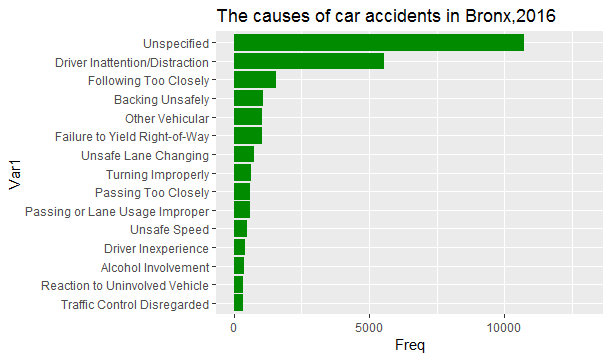 The causes of car accidents in Bronx,2016
Unspecified
Driver Inattention/Distraction
Following Too Closely
Backing Unsafely
Other Vehicular
Failure to Yield Right-of-Way
Unsafe Lane Changing
Turning Improperly
Passing Too Closely
Passing or Lane Usage Improper
Unsafe Speed
Driver Inexperience
Alcohol Involvement
Reaction to Uninvolved Vehicle
Traffic Control Disregarded
Var1
0 5000 10000
Freq